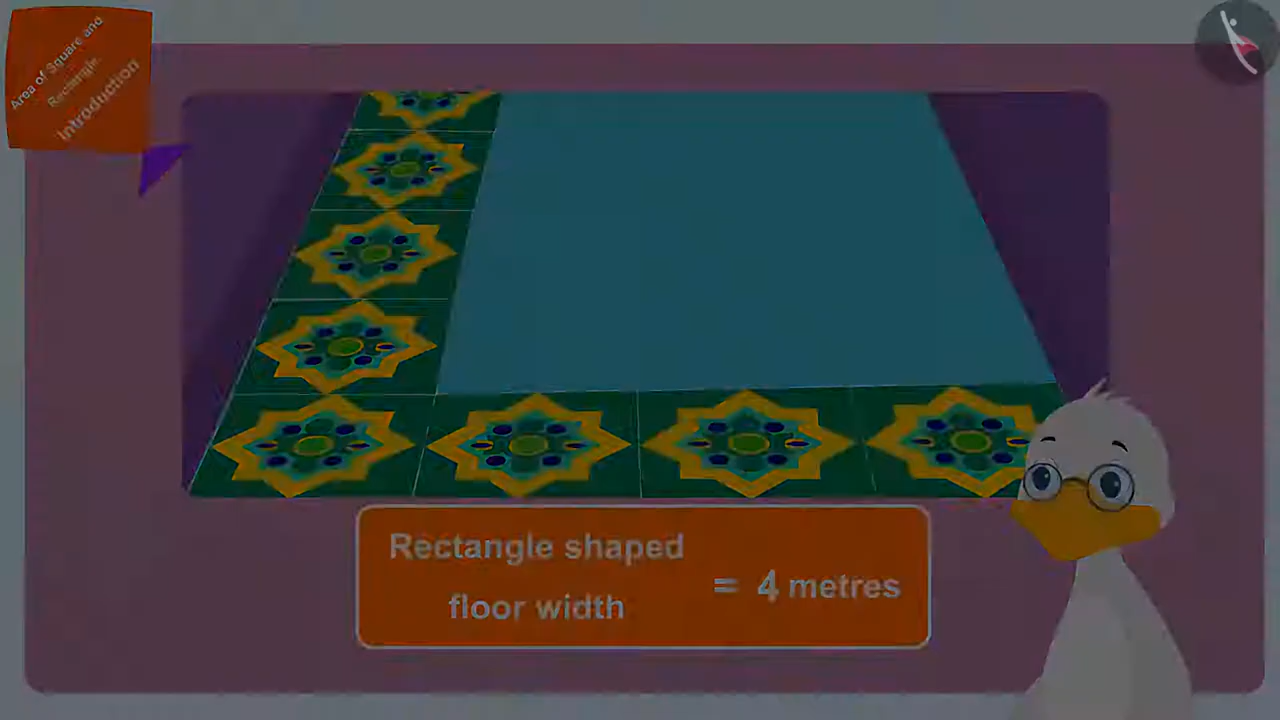 Area of Square and
Rectangle
Introduction
Rectangle shaped
floor width
= 4 metres